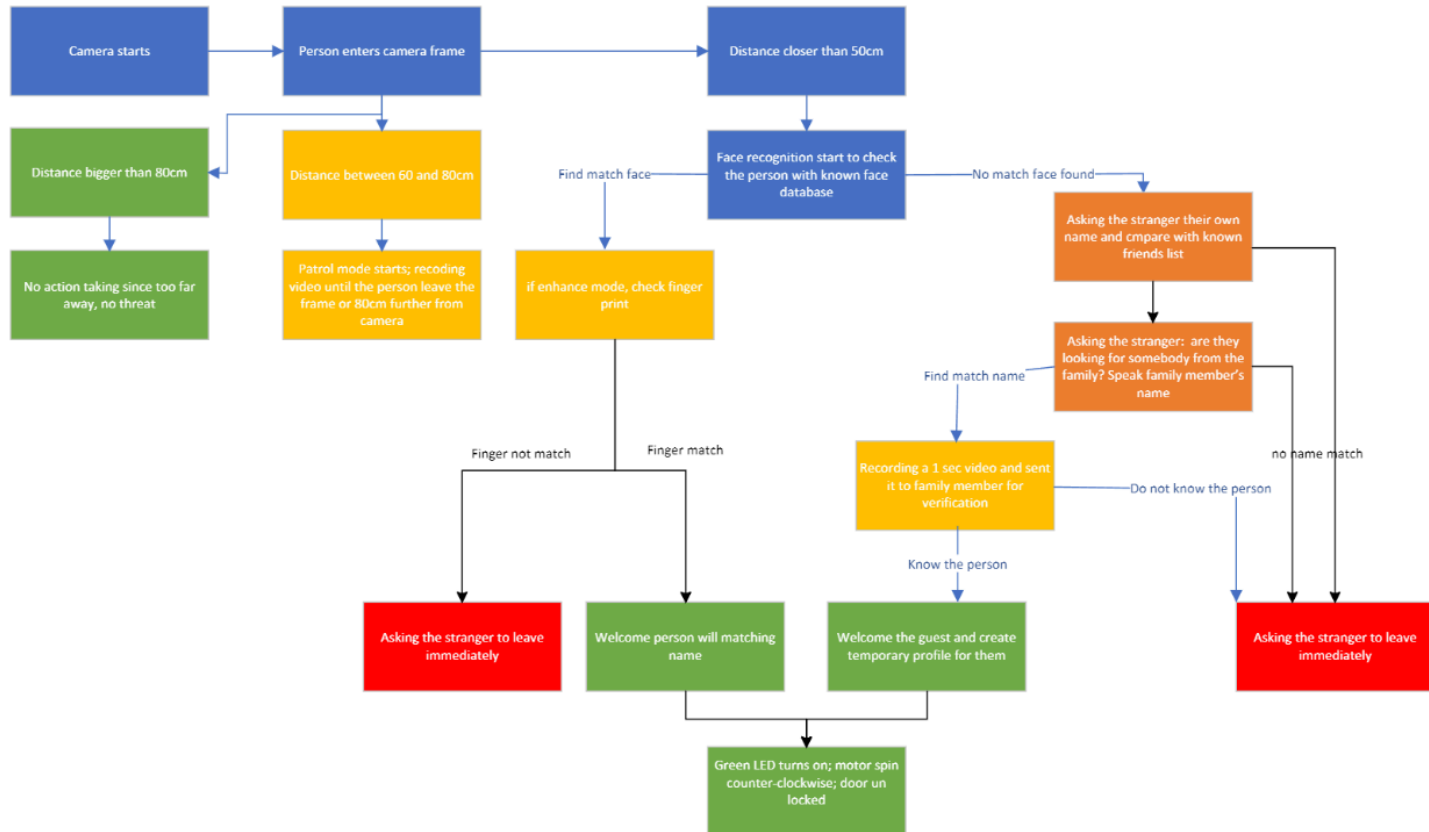 Camera starts
Person enters camera frame
Distance closer than 50cm
Distance bigger than 80cm
Distance between 60 and 80cm
Face recognition start to check
the person with known face
database
Find match face
No match face found
Asking the stranger their own
name and cmpare with known
friends list
No action taking since too far
away, no threat
Patrol mode starts; recoding
video until the person leave the
frame or 80cm further from
camera
if enhance mode, check finger
print
Asking the stranger:  are they
looking for somebody from the
family? Speak family member's
name
Find match name
Finger not match
Finger match
no name match
Recording a 1 sec video and sent
it to family member for
verification
Do not know the person
Know the person
Asking the stranger to leave
immediately
Welcome person will matching
name
Welcome the guest and create
temporary profile for them
Asking the stranger to leave
immediately
Green LED turns on; motor spin
counter-clockwise; door un
locked